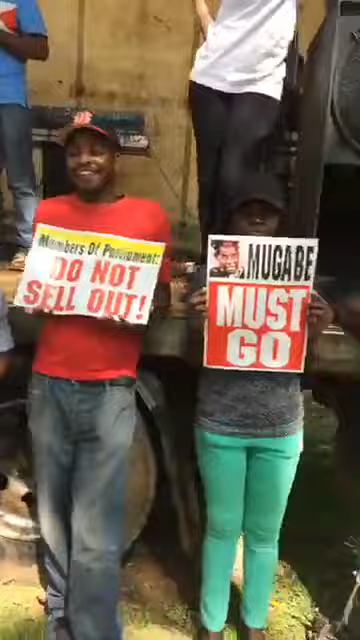 Members Of Parliament:
DO NOT
SELL OUT!
MUGABE
MUST
GO